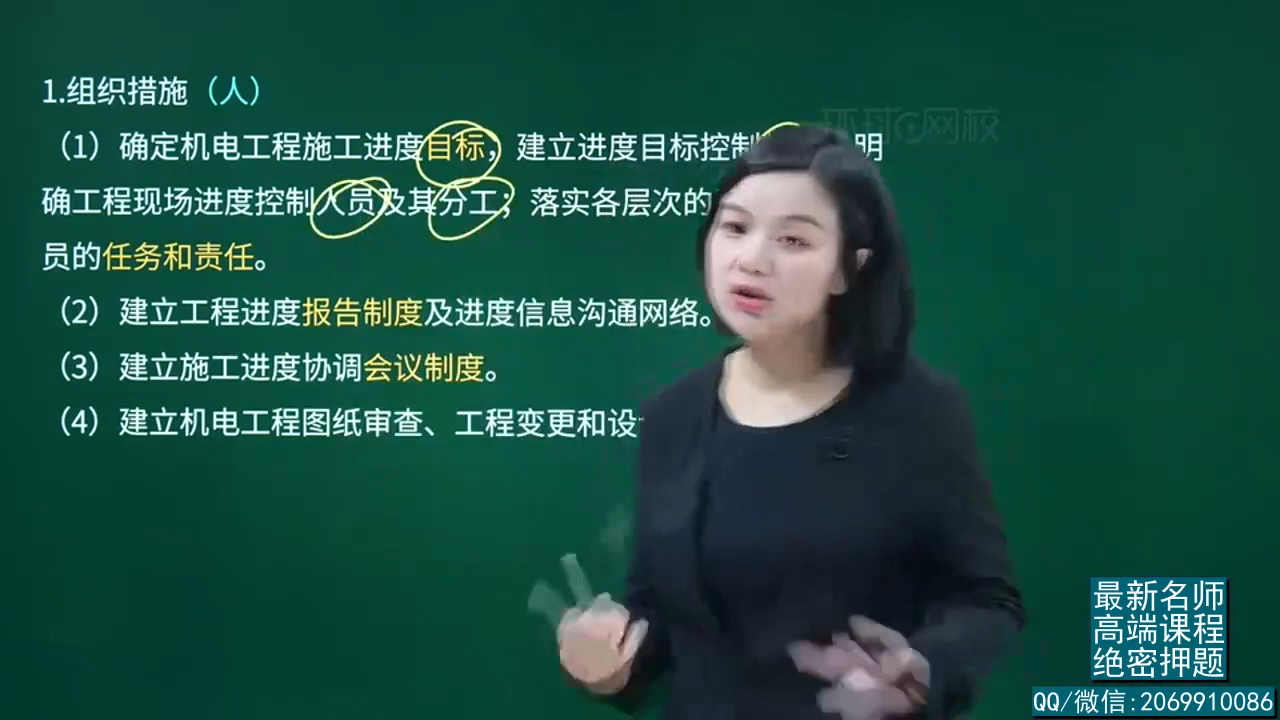 1.组织措施（人）
环球网校
（1）确定机电工程施工进度目标，建立进度目标控制 明
确工程现场进度控制人员及其分工；落实各层次的
员的任务和责任。
（2）建立工程进度报告制度及进度信息沟通网络。
（3）建立施工进度协调会议制度。
（4）建立机电工程图纸审查、工程变更和设
最新名师
高端课程
绝密押题
QQ/微信:2069910086